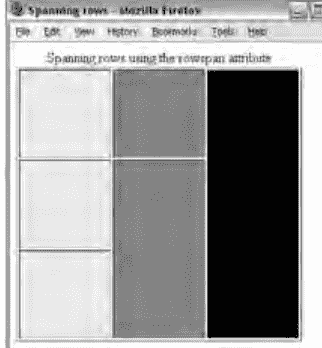 Spanning rows - Mozilla Firefox
File Edit View History Bookmarks Tools Help
Spanning rows using the rowspan attribute